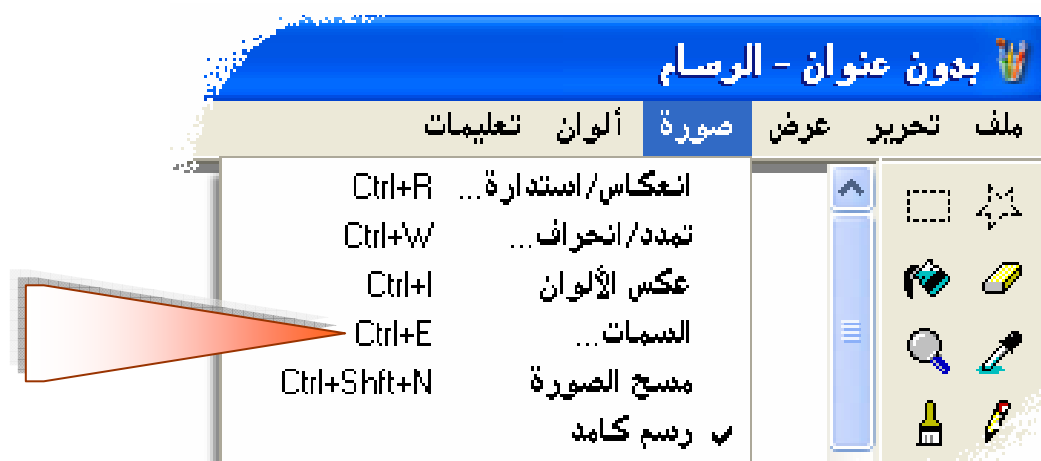 بدون عنوان - الرسام
ملف تحرير عرض صورة ألوان تعليمات
انعكاس/استدارة... Ctrl+R
تمدد/انحراف... Ctrl+W
عكس الألوان Ctrl+I
السمات... Ctrl+E
مسح الصورة Ctrl+Shft+N
رسم كامد